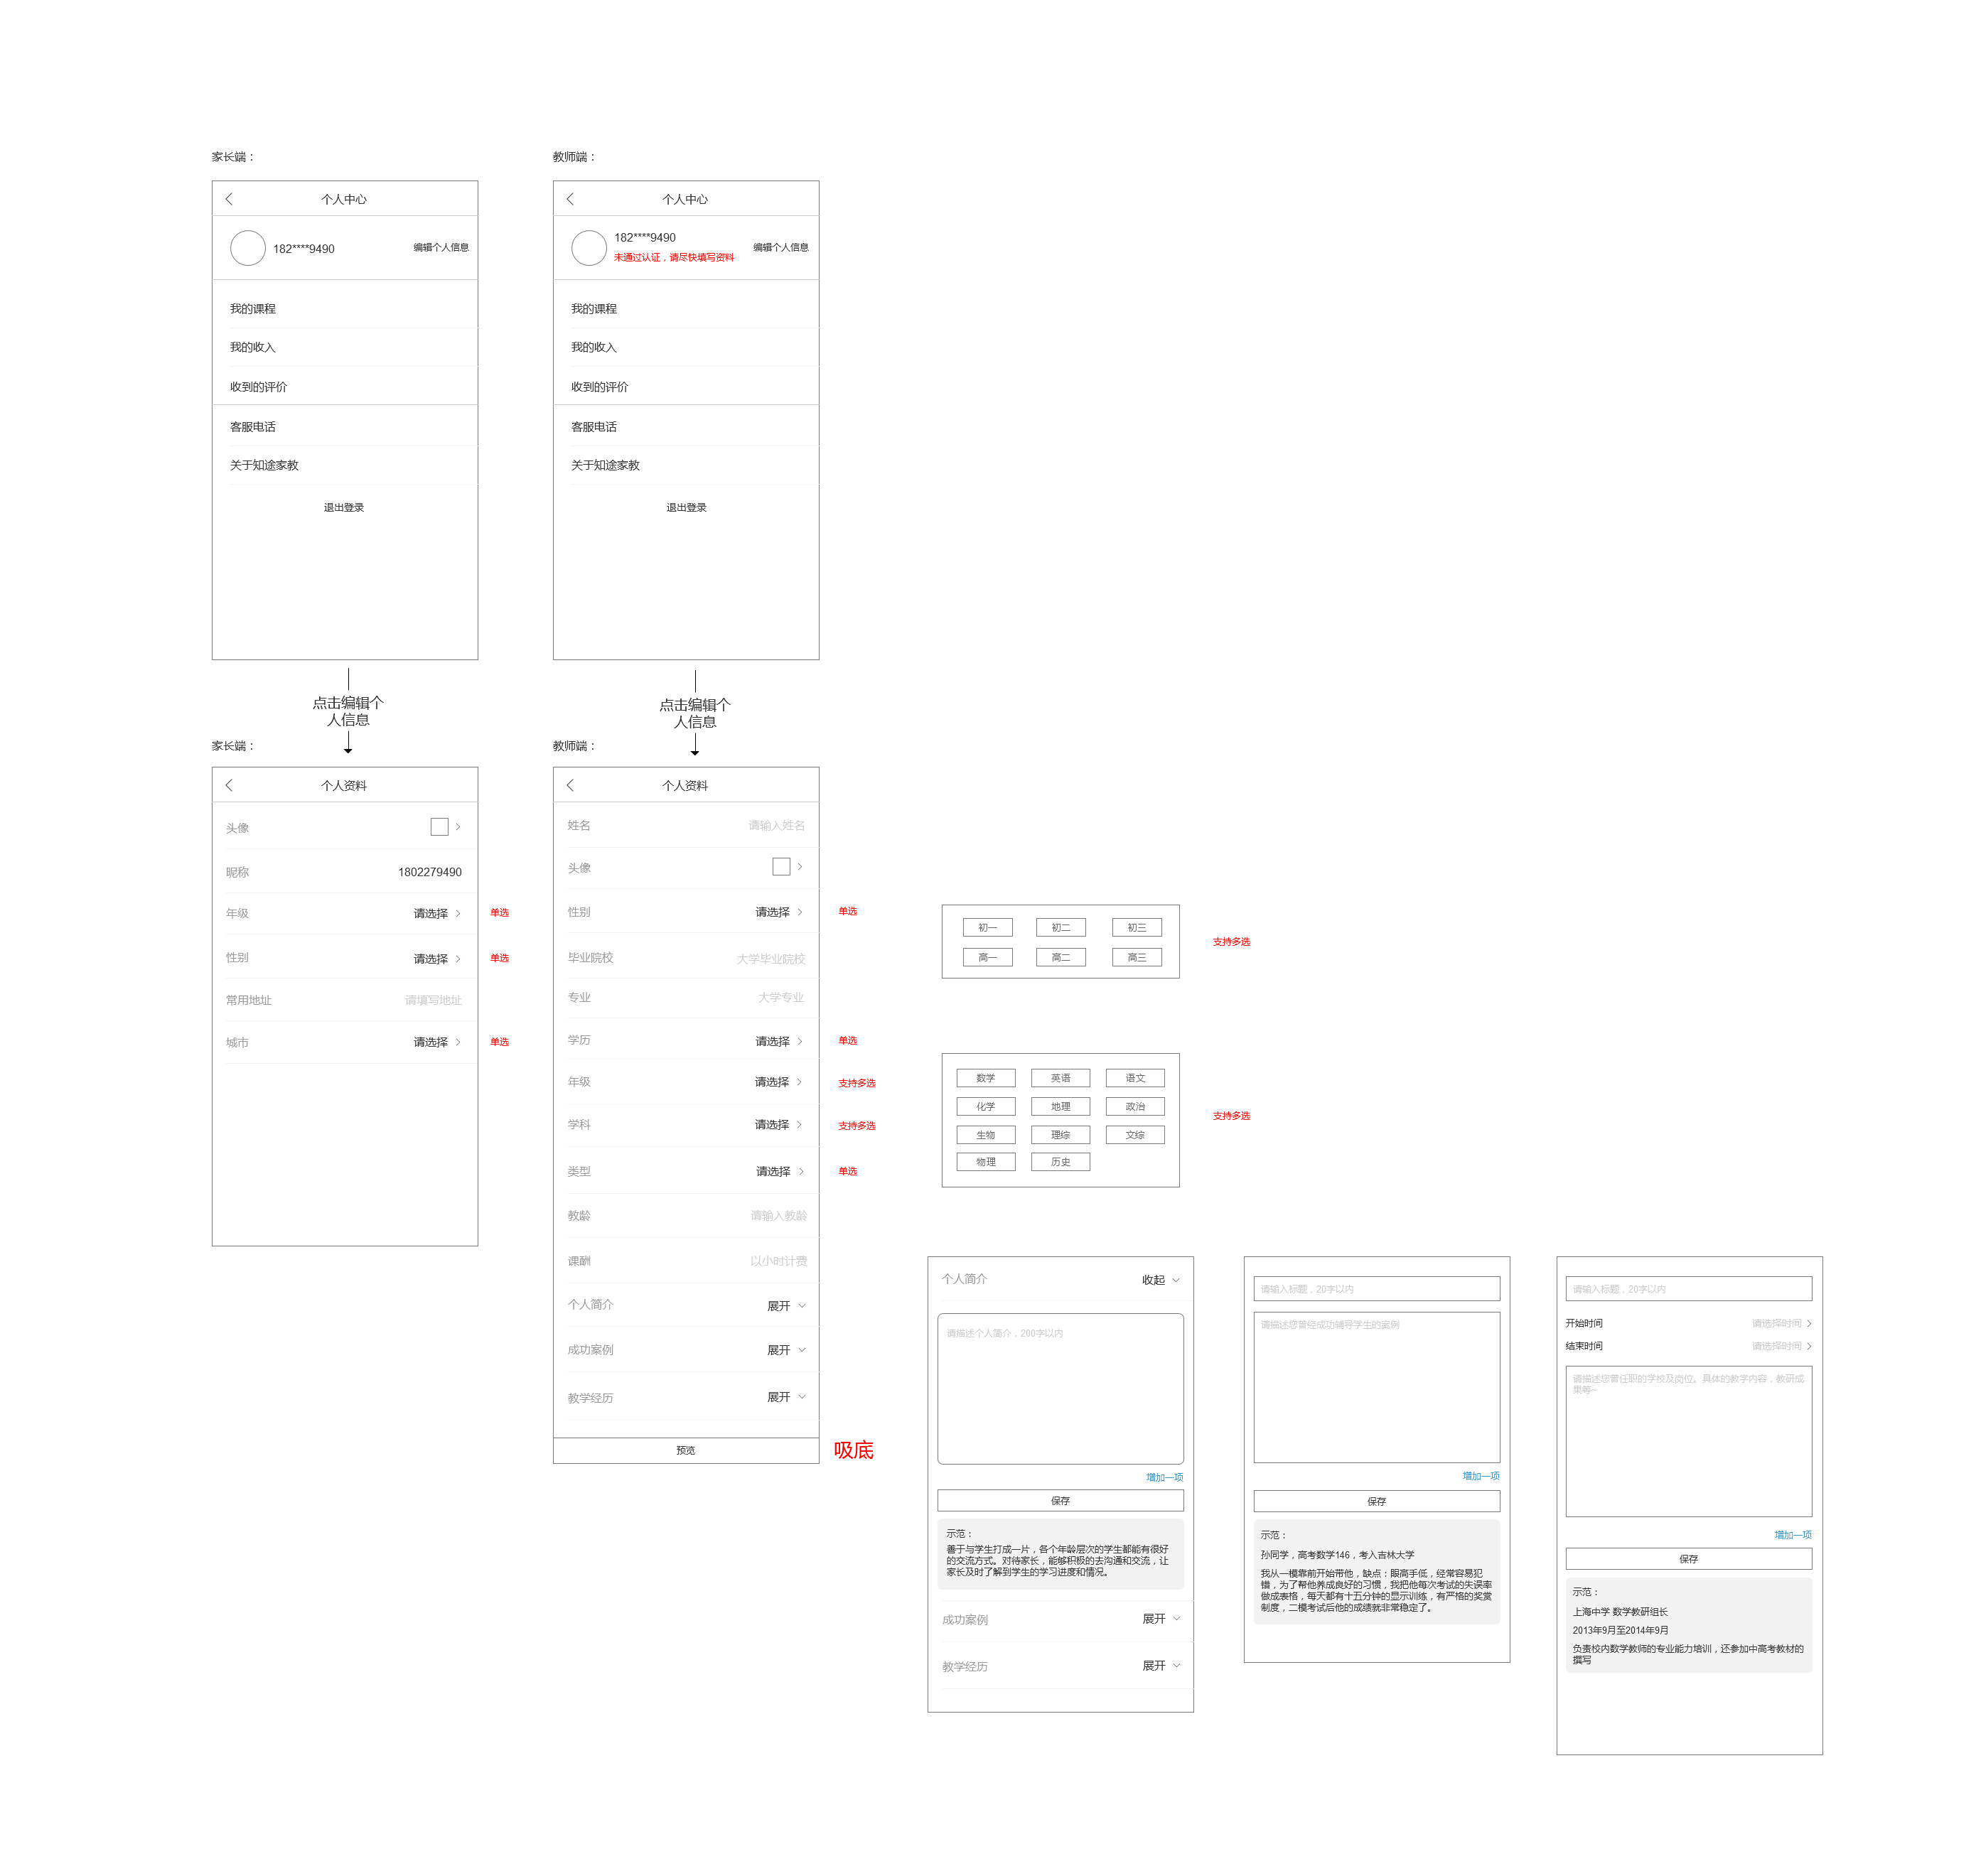 家长端：
个人中心
182****9490
编辑个人信息
我的课程
我的收入
收到的评价
客服电话
关于知途家教
退出登录
点击编辑个
人信息
教师端：
个人中心
182****9490
未通过认证，请尽快填写资料
编辑个人信息
我的课程
我的收入
收到的评价
客服电话
关于知途家教
退出登录
点击编辑个
人信息
家长端：
个人资料
头像
昵称 1802279490
年级 请选择 单选
性别 请选择 单选
常用地址 请填写地址
城市 请选择 单选
教师端：
个人资料
姓名 请输入姓名
头像
性别 请选择 单选
毕业院校 大学毕业院校
专业 大学专业
学历 请选择 单选
年级 请选择 支持多选
学科 请选择 支持多选
类型 请选择 单选
教龄 请输入教龄
课酬 以小时计费
个人简介 展开
成功案例 展开
教学经历 展开
预览
吸底
初一 初二 初三
高一 高二 高三
支持多选
数学 英语 语文
化学 地理 政治
生物 理综 文综
物理 历史
支持多选
个人简介 收起
请描述个人简介，200字以内
增加一项
保存
示范：
善于与学生打成一片，各个年龄层次的学生都能有很好
的交流方式。对待家长，能够积极的去沟通和交流，让
家长及时了解到学生的学习进度和情况。
成功案例 展开
教学经历 展开
请输入标题，20字以内
请描述您曾经成功辅导学生的案例
增加一项
保存
示范：
孙同学，高考数学146，考入吉林大学
我从一模靠前开始带他，缺点：眼高手低，经常容易犯
错，为了帮他养成良好的习惯，我把他每次考试的失误率
做成表格，每天都有十五分钟的显示训练，有严格的奖赏
制度，二模考试后他的成绩就非常稳定了。
请输入标题，20字以内
开始时间 请选择时间
结束时间 请选择时间
请描述您曾任职的学校及岗位。具体的教学内容，教研成
果等~
增加一项
保存
示范：
上海中学 数学教研组长
2013年9月至2014年9月
负责校内数学教师的专业能力培训，还参加中高考教材的
撰写